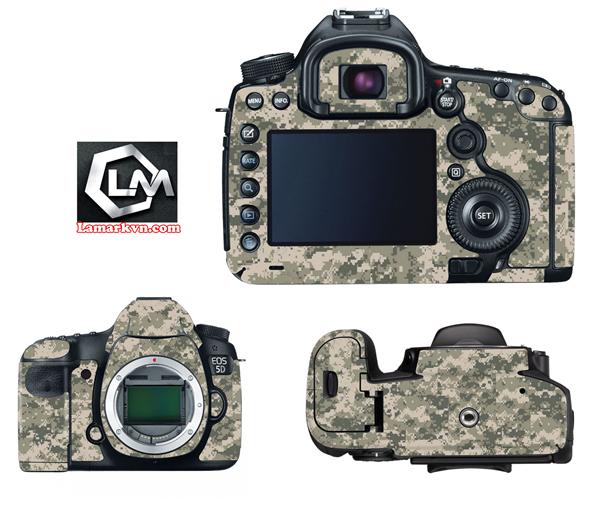 MENU
INFO.
START/
STOP
AF-ON
RATE
Q
SET
LM
Lamarkvn.com
EOS
5D